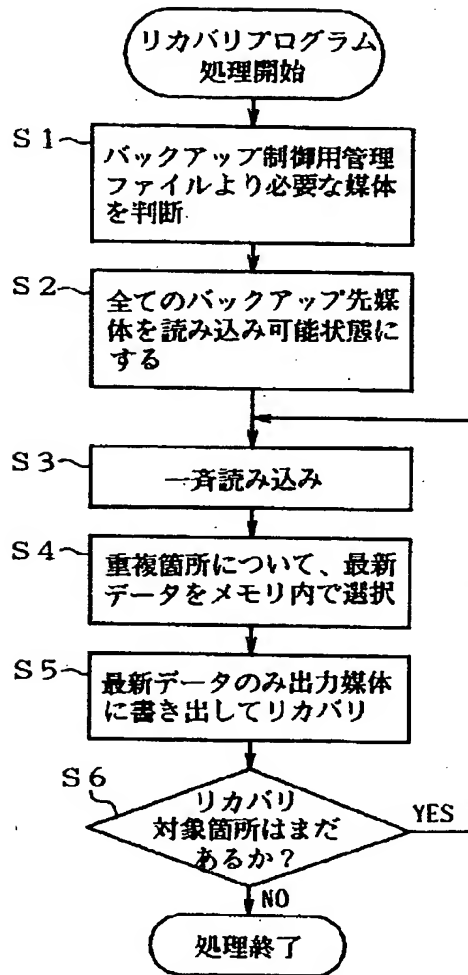 リカバリプログラム
処理開始
S1
バックアップ制御用管理
ファイルより必要な媒体
を判断
S2
全てのバックアップ先媒
体を読み込み可能状態に
する
S3
一斉読み込み
S4
重複箇所について、最新
データをメモリ内で選択
S5
最新データのみ出力媒体
に書き出してリカバリ
S6
リカバリ
対象箇所はまだ
あるか?
YES
NO
処理終了